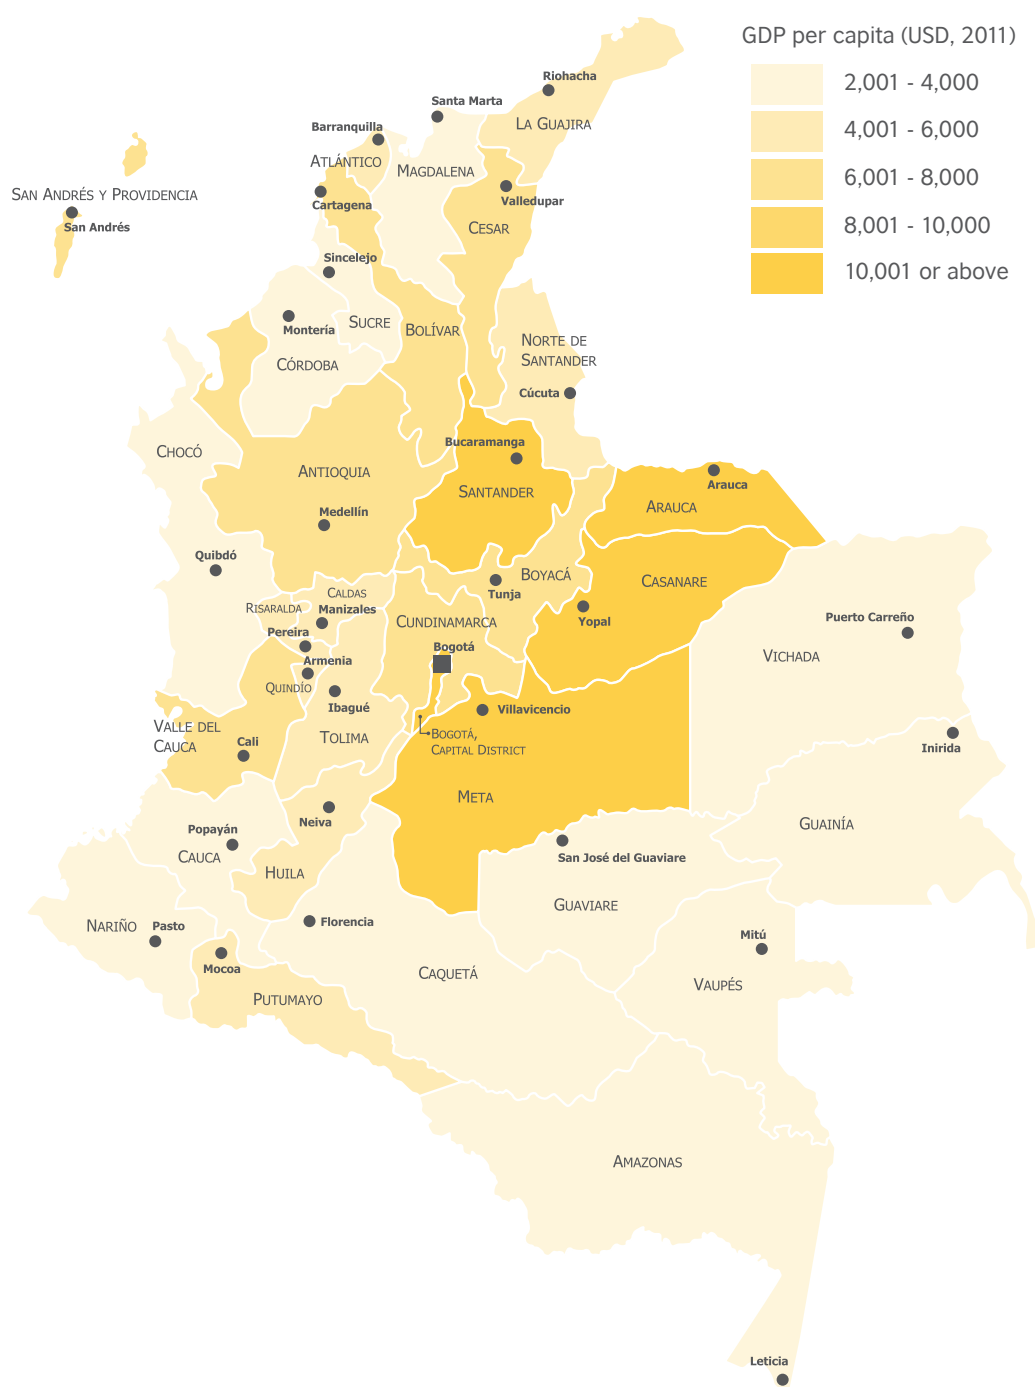 GDP per capita (USD, 2011)
2,001 - 4,000
4,001 - 6,000
6,001 - 8,000
8,001 - 10,000
10,001 or above
Riohacha
Santa Marta
La Guajira
Barranquilla
Atlántico
Magdalena
San Andrés y Providencia
San Andrés
Cartagena
Valledupar
Cesar
Sincelejo
Sucre
Bolívar
Montería
Córdoba
Norte de
Santander
Cúcuta
Chocó
Antioquia
Bucaramanga
Santander
Arauca
Arauca
Medellín
Quibdó
Caldas
Risaralda
Manizales
Boyacá
Tunja
Casanare
Yopal
Cundinamarca
Pereira
Armenia
Bogotá
Puerto Carreño
Vichada
Quindío
Ibagué
Villavicencio
Valle del
Cauca
Cali
Tolima
Bogotá,
Capital District
Inirida
Meta
Neiva
Popayán
Cauca
Huila
San José del Guaviare
Guainía
Guaviare
Nariño
Pasto
Florencia
Mitú
Mocoa
Caquetá
Vaupés
Putumayo
Amazonas
Leticia